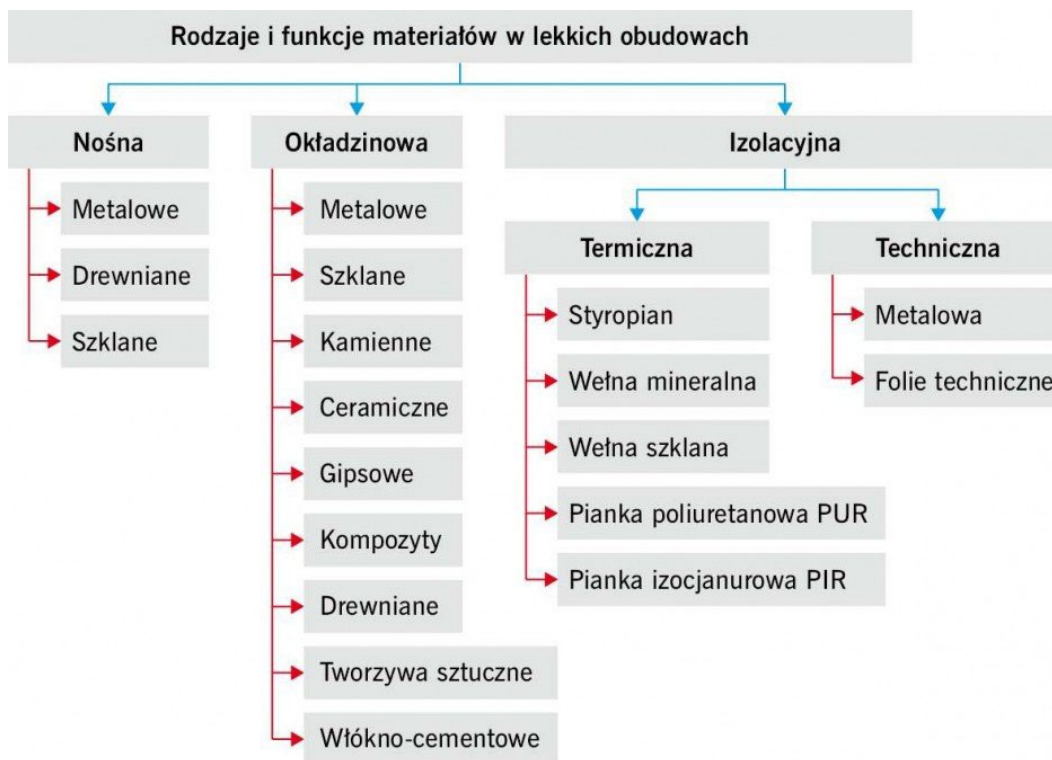 Rodzaje i funkcje materiałów w lekkich obudowach
Nośna
Metalowe
Drewniane
Szklane
Okładzinowa
Metalowe
Szklane
Kamienne
Ceramiczne
Gipsowe
Kompozyty
Drewniane
Tworzywa sztuczne
Włókno-cementowe
Izolacyjna
Termiczna
Styropian
Wełna mineralna
Wełna szklana
Pianka poliuretanowa PUR
Pianka izocjanurowa PIR
Techniczna
Metalowa
Folie techniczne